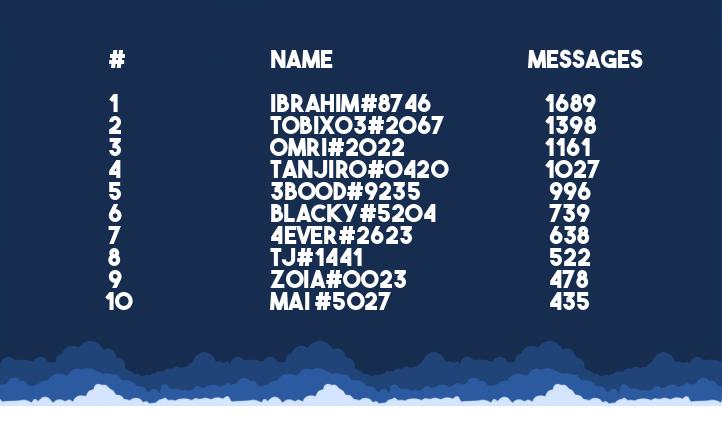 # NAME MESSAGES
1 IBRAHIM#8746 1689
2 TOBIXO3#2067 1398
3 OMRI#2022 1161
4 TANJIRO#0420 1027
5 3BOOD#9235 996
6 BLACKY #5204 739
7 4EVER#2623 638
8 TJ#1441 522
9 ZOIA#0023 478
10 MAI #5027 435